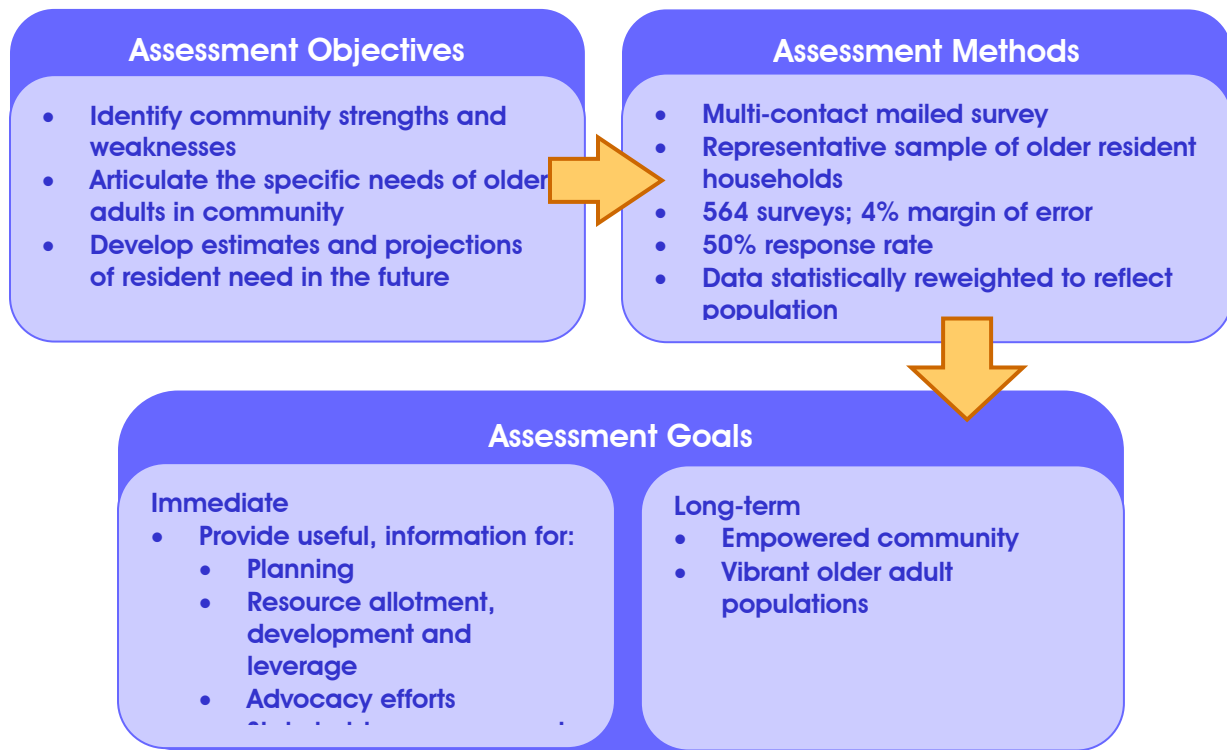 Assessment Objectives
• Identify community strengths and
weaknesses
• Articulate the specific needs of older
adults in community
• Develop estimates and projections
of resident need in the future
Assessment Methods
• Multi-contact mailed survey
• Representative sample of older resident
households
• 564 surveys; 4% margin of error
• 50% response rate
• Data statistically reweighted to reflect
population
Assessment Goals
Immediate
• Provide useful, information for:
• Planning
• Resource allotment,
development and
leverage
• Advocacy efforts
Long-term
• Empowered community
• Vibrant older adult
populations